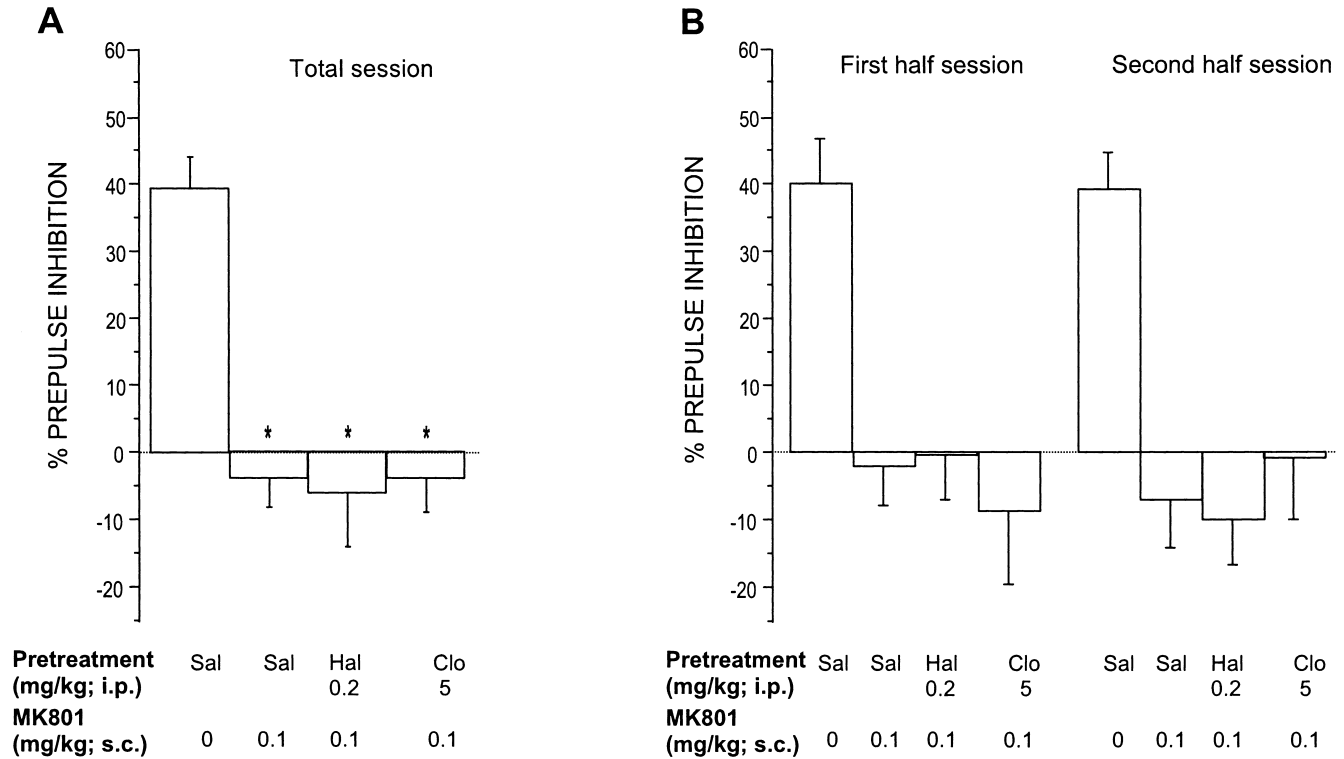 A
Total session
% PREPULSE INHIBITION
60
50
40
30
20
10
0
-10
-20
* * *
Pretreatment Sal Sal Hal Clo
(mg/kg; i.p.) 0.2 5
MK801
(mg/kg; s.c.) 0 0.1 0.1 0.1
B
First half session Second half session
% PREPULSE INHIBITION
60
50
40
30
20
10
0
-10
-20
Pretreatment Sal Sal Hal Clo Sal Sal Hal Clo
(mg/kg; i.p.) 0.2 5 0.2 5
MK801
(mg/kg; s.c.) 0 0.1 0.1 0.1 0 0.1 0.1 0.1